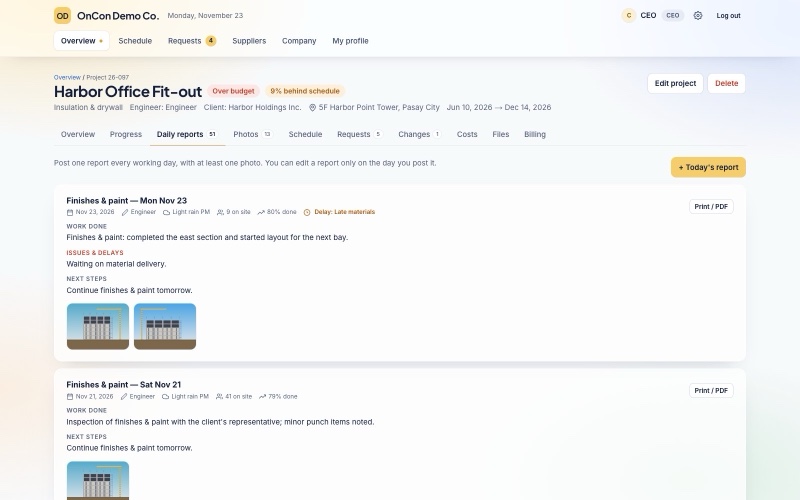 OD OnCon Demo Co. Monday, November 23 C CEO CEO Log out
Overview Schedule Requests 4 Suppliers Company My profile
Overview / Project 26-097
Harbor Office Fit-out Over budget 9% behind schedule Edit project Delete
Insulation & drywall Engineer: Engineer Client: Harbor Holdings Inc. 5F Harbor Point Tower, Pasay City Jun 10, 2026 → Dec 14, 2026
Overview Progress Daily reports 51 Photos 13 Schedule Requests 5 Changes 1 Costs Files Billing
Post one report every working day, with at least one photo. You can edit a report only on the day you post it. + Today's report
Finishes & paint — Mon Nov 23 Print / PDF
Nov 23, 2026 Engineer Light rain PM 9 on site 80% done Delay: Late materials
WORK DONE
Finishes & paint: completed the east section and started layout for the next bay.
ISSUES & DELAYS
Waiting on material delivery.
NEXT STEPS
Continue finishes & paint tomorrow.
Finishes & paint — Sat Nov 21 Print / PDF
Nov 21, 2026 Engineer Light rain PM 41 on site 79% done
WORK DONE
Inspection of finishes & paint with the client's representative; minor punch items noted.
NEXT STEPS
Continue finishes & paint tomorrow.